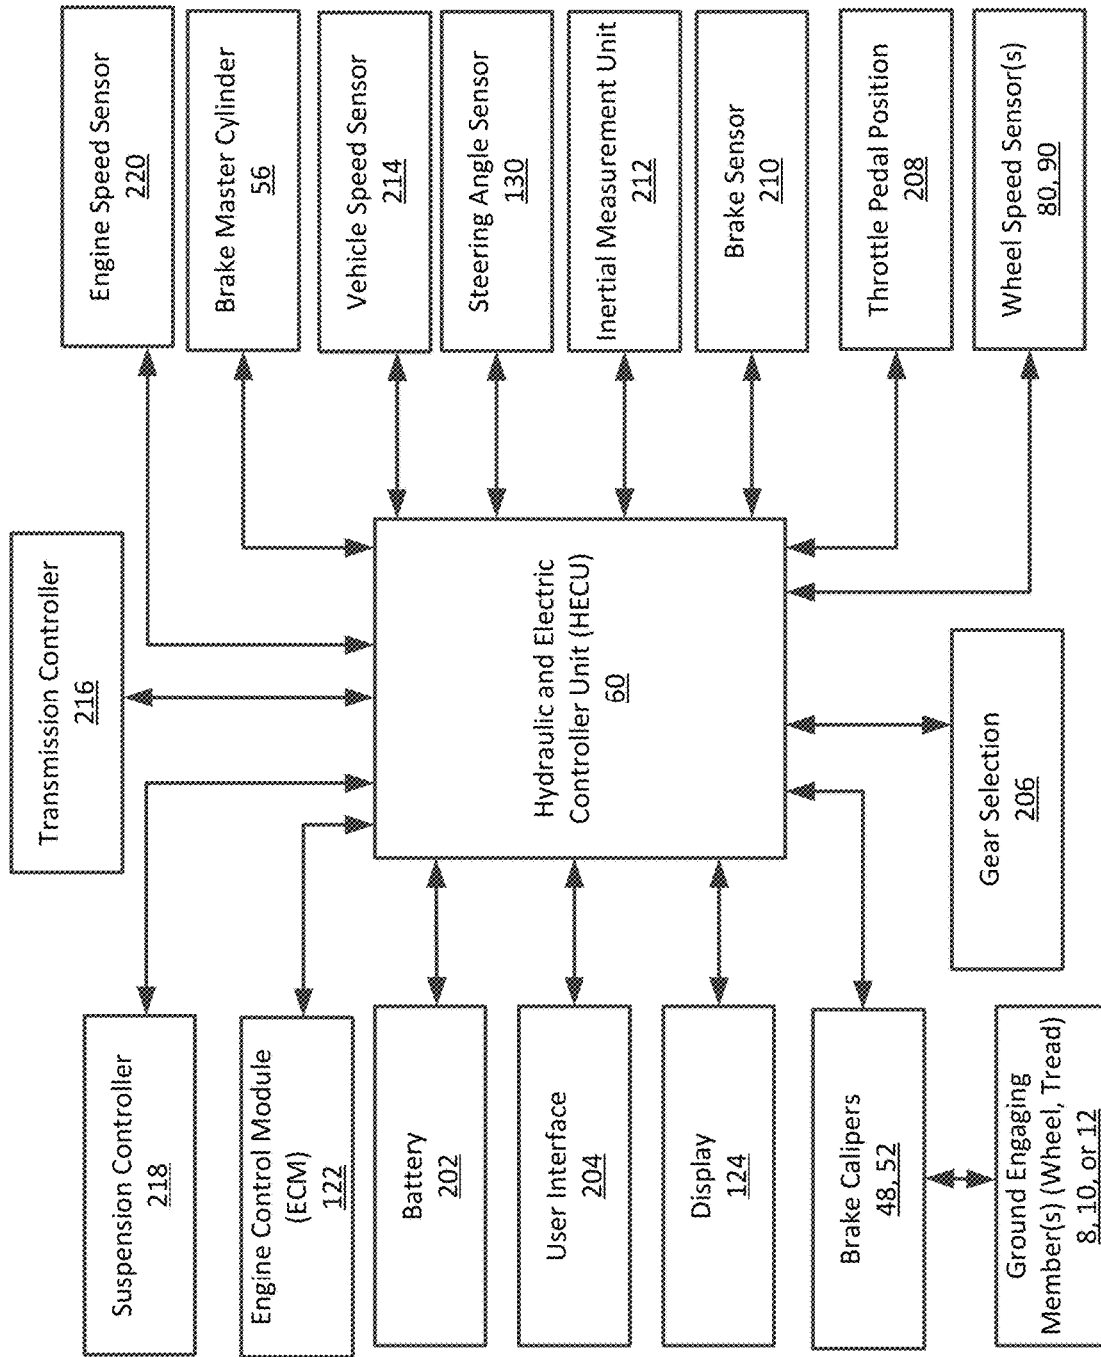 Suspension Controller
218
Engine Control Module
(ECM)
122
Battery
202
User Interface
204
Display
124
Brake Calipers
48, 52
Ground Engaging
Member(s) (Wheel, Tread)
8, 10, or 12
Transmission Controller
216
Hydraulic and Electric
Controller Unit (HECU)
60
Gear Selection
206
Engine Speed Sensor
220
Brake Master Cylinder
56
Vehicle Speed Sensor
214
Steering Angle Sensor
130
Inertial Measurement Unit
212
Brake Sensor
210
Throttle Pedal Position
208
Wheel Speed Sensor(s)
80, 90